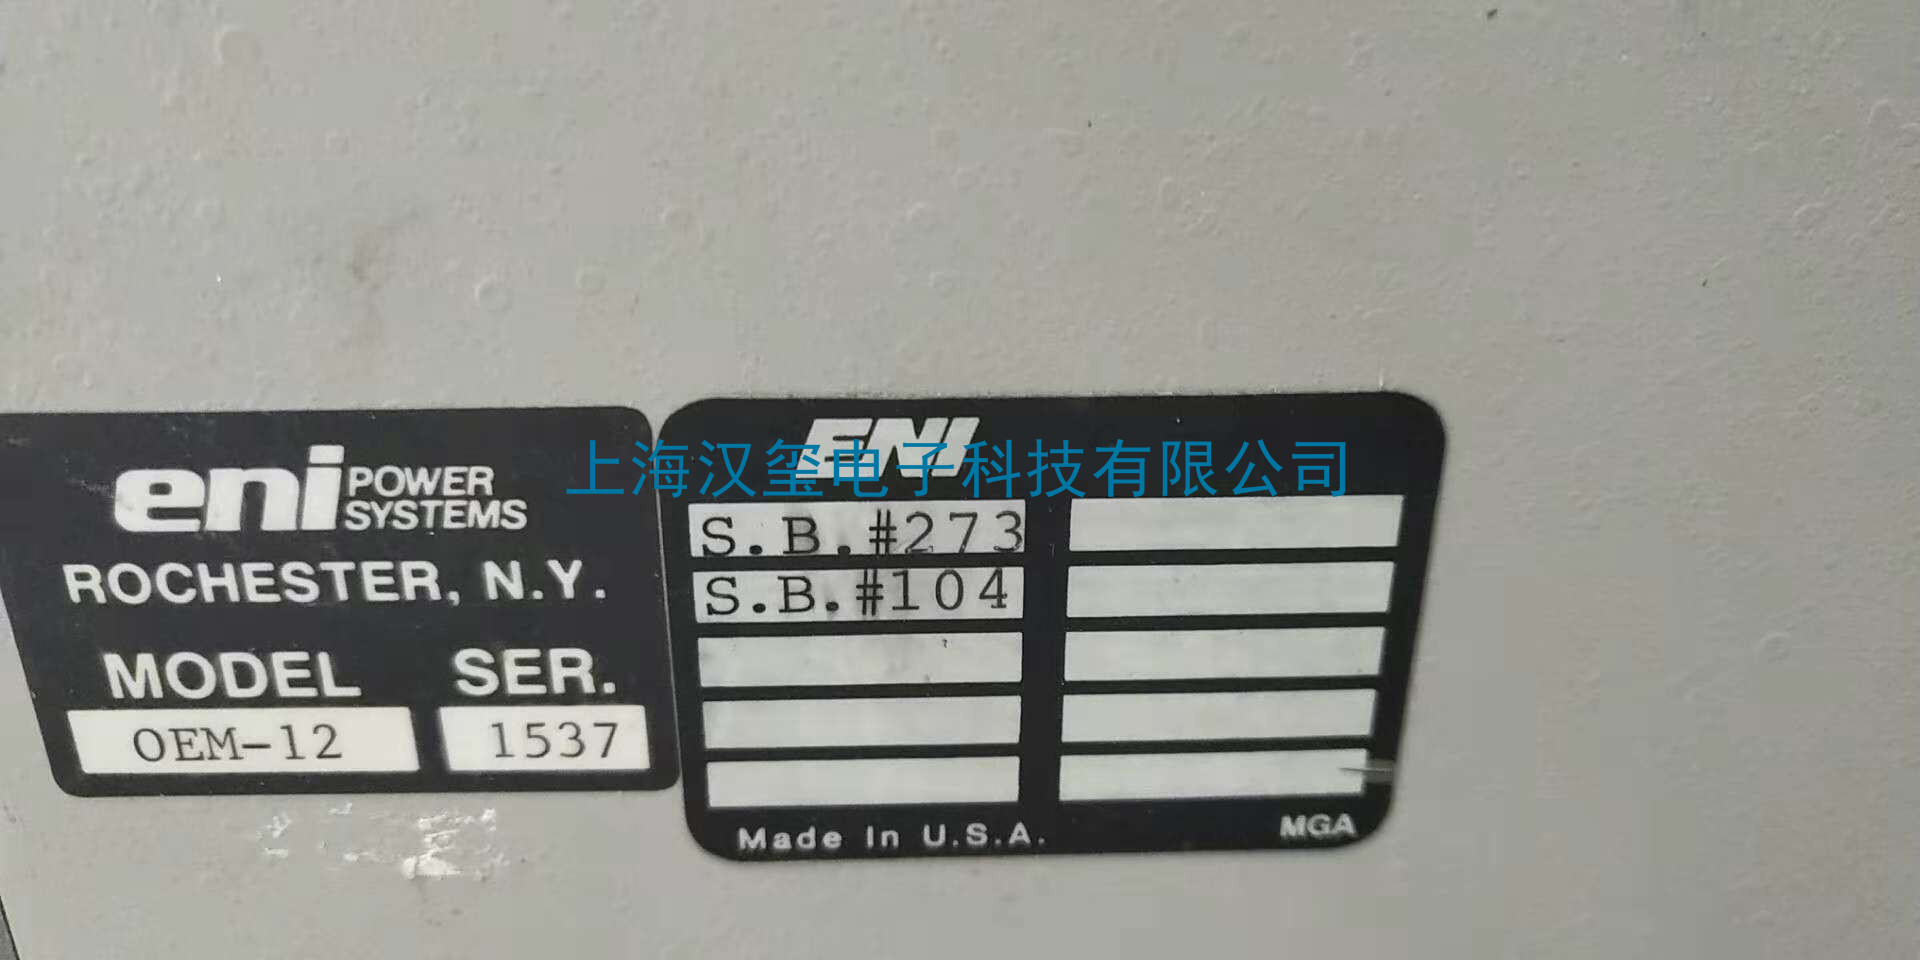 eni POWER SYSTEMS
ROCHESTER, N.Y.
MODEL SER.
OEM-12 1537
ENI
上海汉玺电子科技有限公司
S.B.#273
S.B.#104
Made In U.S.A.
MGA